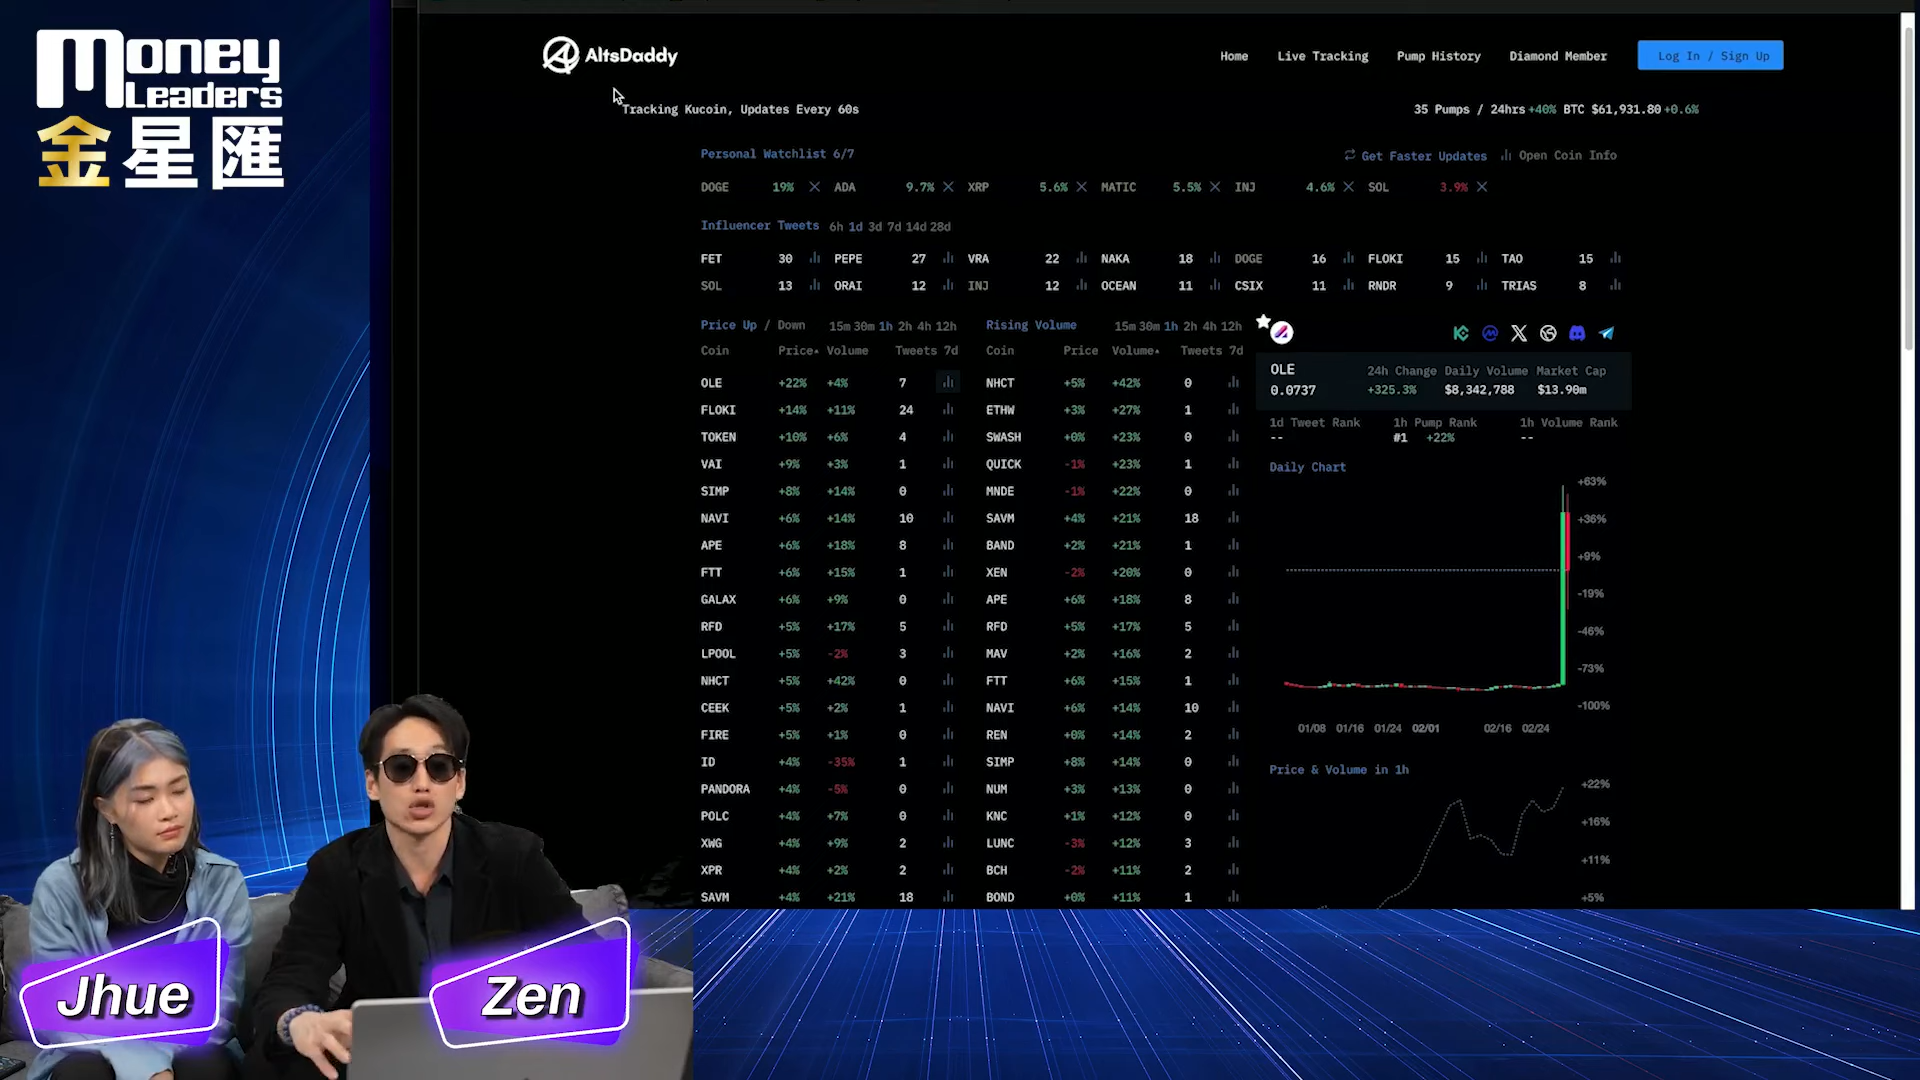 Money
Leaders
金星匯
AltsDaddy
Home Live Tracking Pump History Diamond Member Log In / Sign Up
Tracking Kucoin, Updates Every 60s
35 Pumps / 24hrs +40% BTC $61,931.80 +0.6%
Personal Watchlist 6/7
Get Faster Updates Open Coin Info
DOGE 19% ADA 9.7% XRP 5.6% MATIC 5.5% INJ 4.6% SOL 3.9%
Influencer Tweets 6h 1d 3d 7d 14d 28d
FET 30 PEPE 27 VRA 22 NAKA 18 DOGE 16 FLOKI 15 TAO 15
SOL 13 ORAI 12 INJ 12 OCEAN 11 CSIX 11 RNDR 9 TRIAS 8
Price Up / Down 15m 30m 1h 2h 4h 12h
Coin Price Volume Tweets 7d
OLE +22% +4% 7
FLOKI +14% +11% 24
TOKEN +10% +6% 4
VAI +9% +3% 1
SIMP +8% +14% 0
NAVI +6% +14% 10
APE +6% +18% 8
FTT +6% +15% 1
GALAX +6% +9% 0
RFD +5% +17% 5
LPOOL +5% -2% 3
NHCT +5% +42% 0
CEEK +5% +2% 1
FIRE +5% +1% 0
ID +4% -35% 1
PANDORA +4% -5% 0
POLC +4% +7% 0
XWG +4% +9% 2
XPR +4% +2% 2
SAVM +4% +21% 18
Rising Volume 15m 30m 1h 2h 4h 12h
Coin Price Volume Tweets 7d
NHCT +5% +42% 0
ETHW +3% +27% 1
SWASH +0% +23% 0
QUICK -1% +23% 1
MNDE -1% +22% 0
SAVM +4% +21% 18
BAND +2% +21% 1
XEN -2% +20% 0
APE +6% +18% 8
RFD +5% +17% 5
MAV +2% +16% 2
FTT +6% +15% 1
NAVI +6% +14% 10
REN +0% +14% 2
SIMP +8% +14% 0
NUM +3% +13% 0
KNC +1% +12% 0
LUNC -3% +12% 3
BCH -2% +11% 2
BOND +0% +11% 1
OLE 24h Change Daily Volume Market Cap
0.0737 +325.3% $8,342,788 $13.90m
1d Tweet Rank 1h Pump Rank 1h Volume Rank
-- #1 +22% --
Daily Chart
+63%
+36%
+9%
-19%
-46%
-73%
-100%
01/08 01/16 01/24 02/01 02/16 02/24
Price & Volume in 1h
+22%
+16%
+11%
+5%
Jhue
Zen